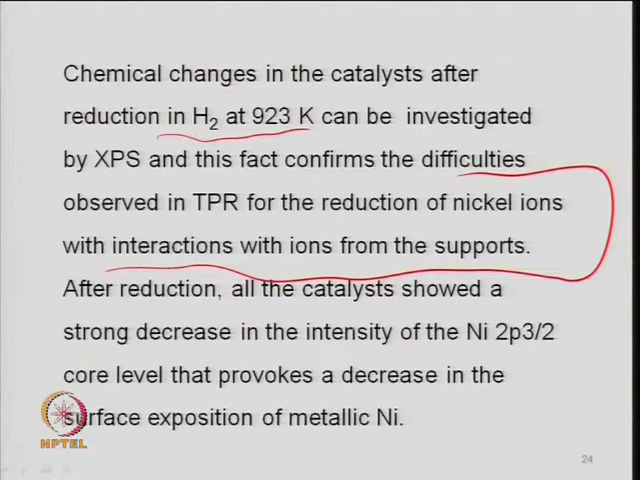 Chemical changes in the catalysts after
reduction in H₂ at 923 K can be investigated
by XPS and this fact confirms the difficulties
observed in TPR for the reduction of nickel ions
with interactions with ions from the supports.
After reduction, all the catalysts showed a
strong decrease in the intensity of the Ni 2p3/2
core level that provokes a decrease in the
surface exposition of metallic Ni.
NPTEL
24